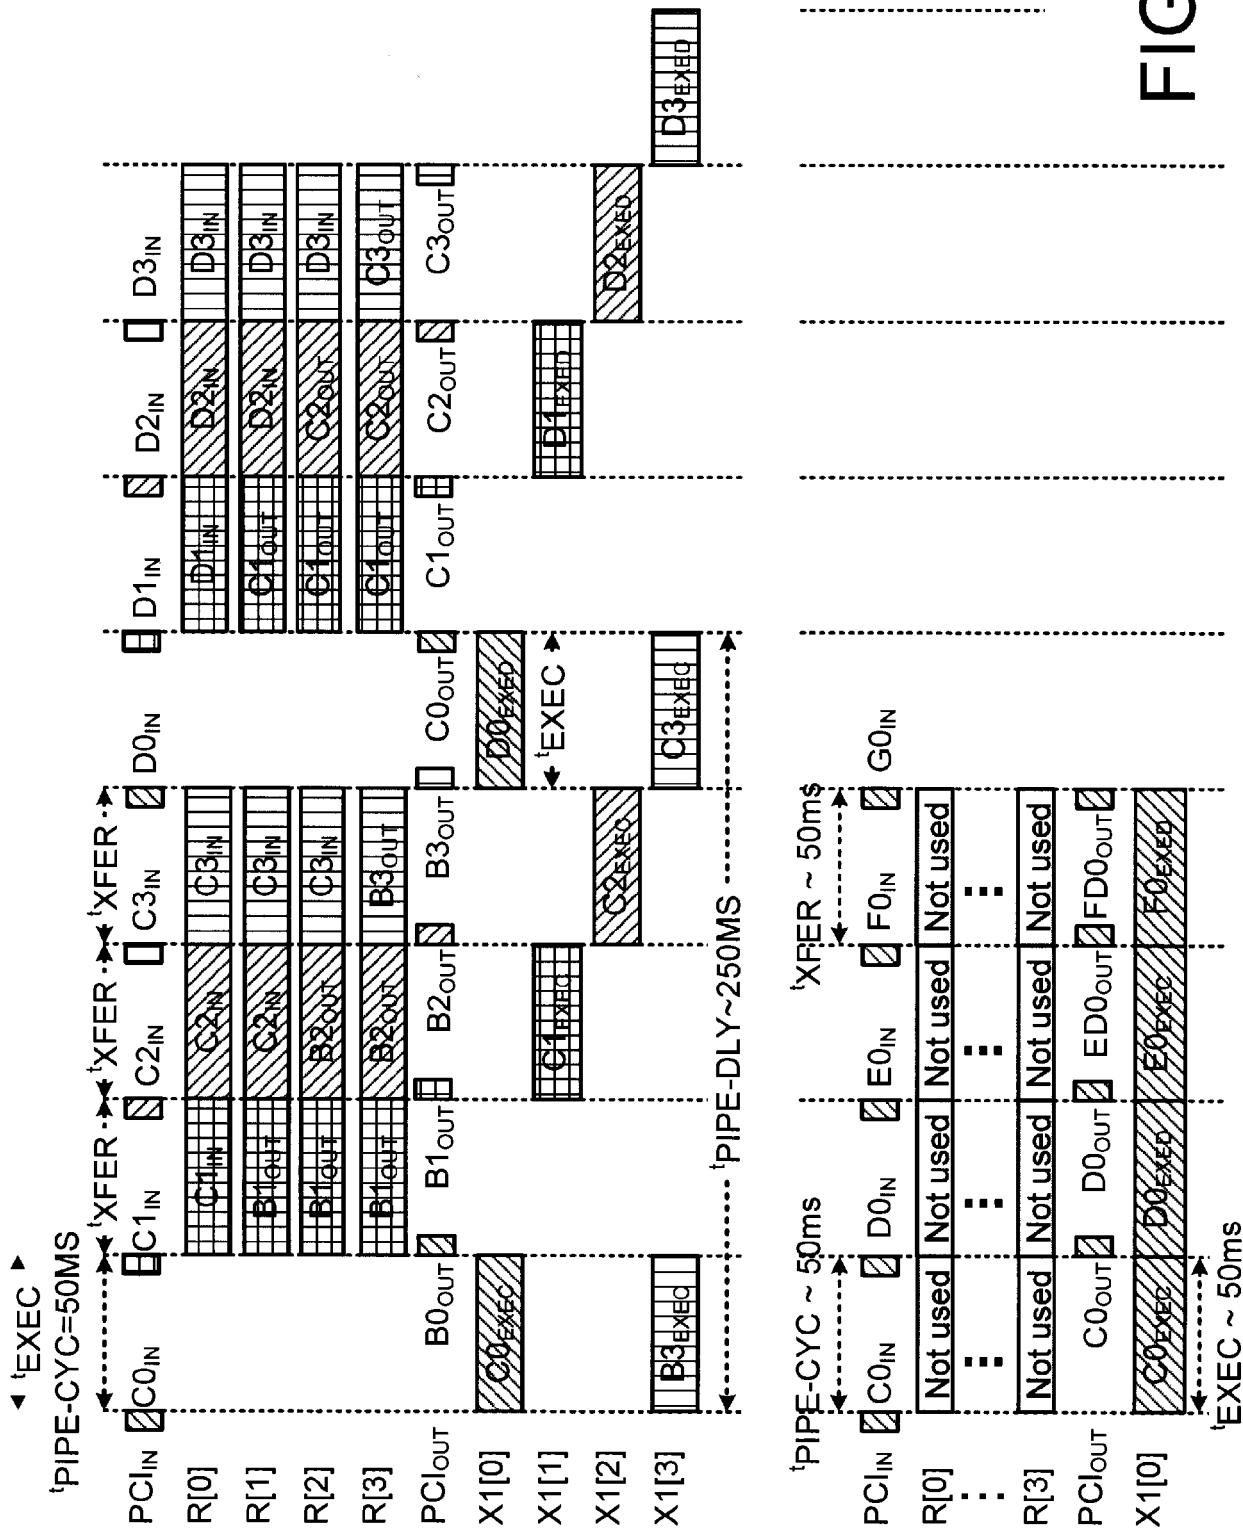 tEXEC
tPIPE-CYC=50MS
tXFER tXFER tXFER
PCIIN C0IN C1IN C2IN C3IN D0IN D1IN D2IN D3IN
R[0] C1IN C2IN C3IN D1IN D2IN D3IN
R[1] B1OUT C2IN C3IN C1OUT D2IN D3IN
R[2] B1OUT B2OUT C3IN C1OUT C2OUT D3IN
R[3] B1OUT B2OUT B3OUT C1OUT C2OUT C3OUT
PCIOUT B0OUT B1OUT B2OUT B3OUT C0OUT C1OUT C2OUT C3OUT
X1[0] C0EXEC D0EXEC
X1[1] C1EXEC tEXEC D1EXED
X1[2] C2EXEC D2EXED
X1[3] B3EXEC C3EXEC D3EXED
tPIPE-DLY~250MS
tPIPE-CYC ~ 50ms tXFER ~ 50ms
PCIIN C0IN D0IN E0IN F0IN G0IN
R[0] Not used Not used Not used Not used
... ... ... ... ...
R[3] Not used Not used Not used Not used
PCIOUT C0OUT D0OUT ED0OUT FD0OUT
X1[0] C0EXEC D0EXED E0EXEC F0EXED
tEXEC ~ 50ms
FIG